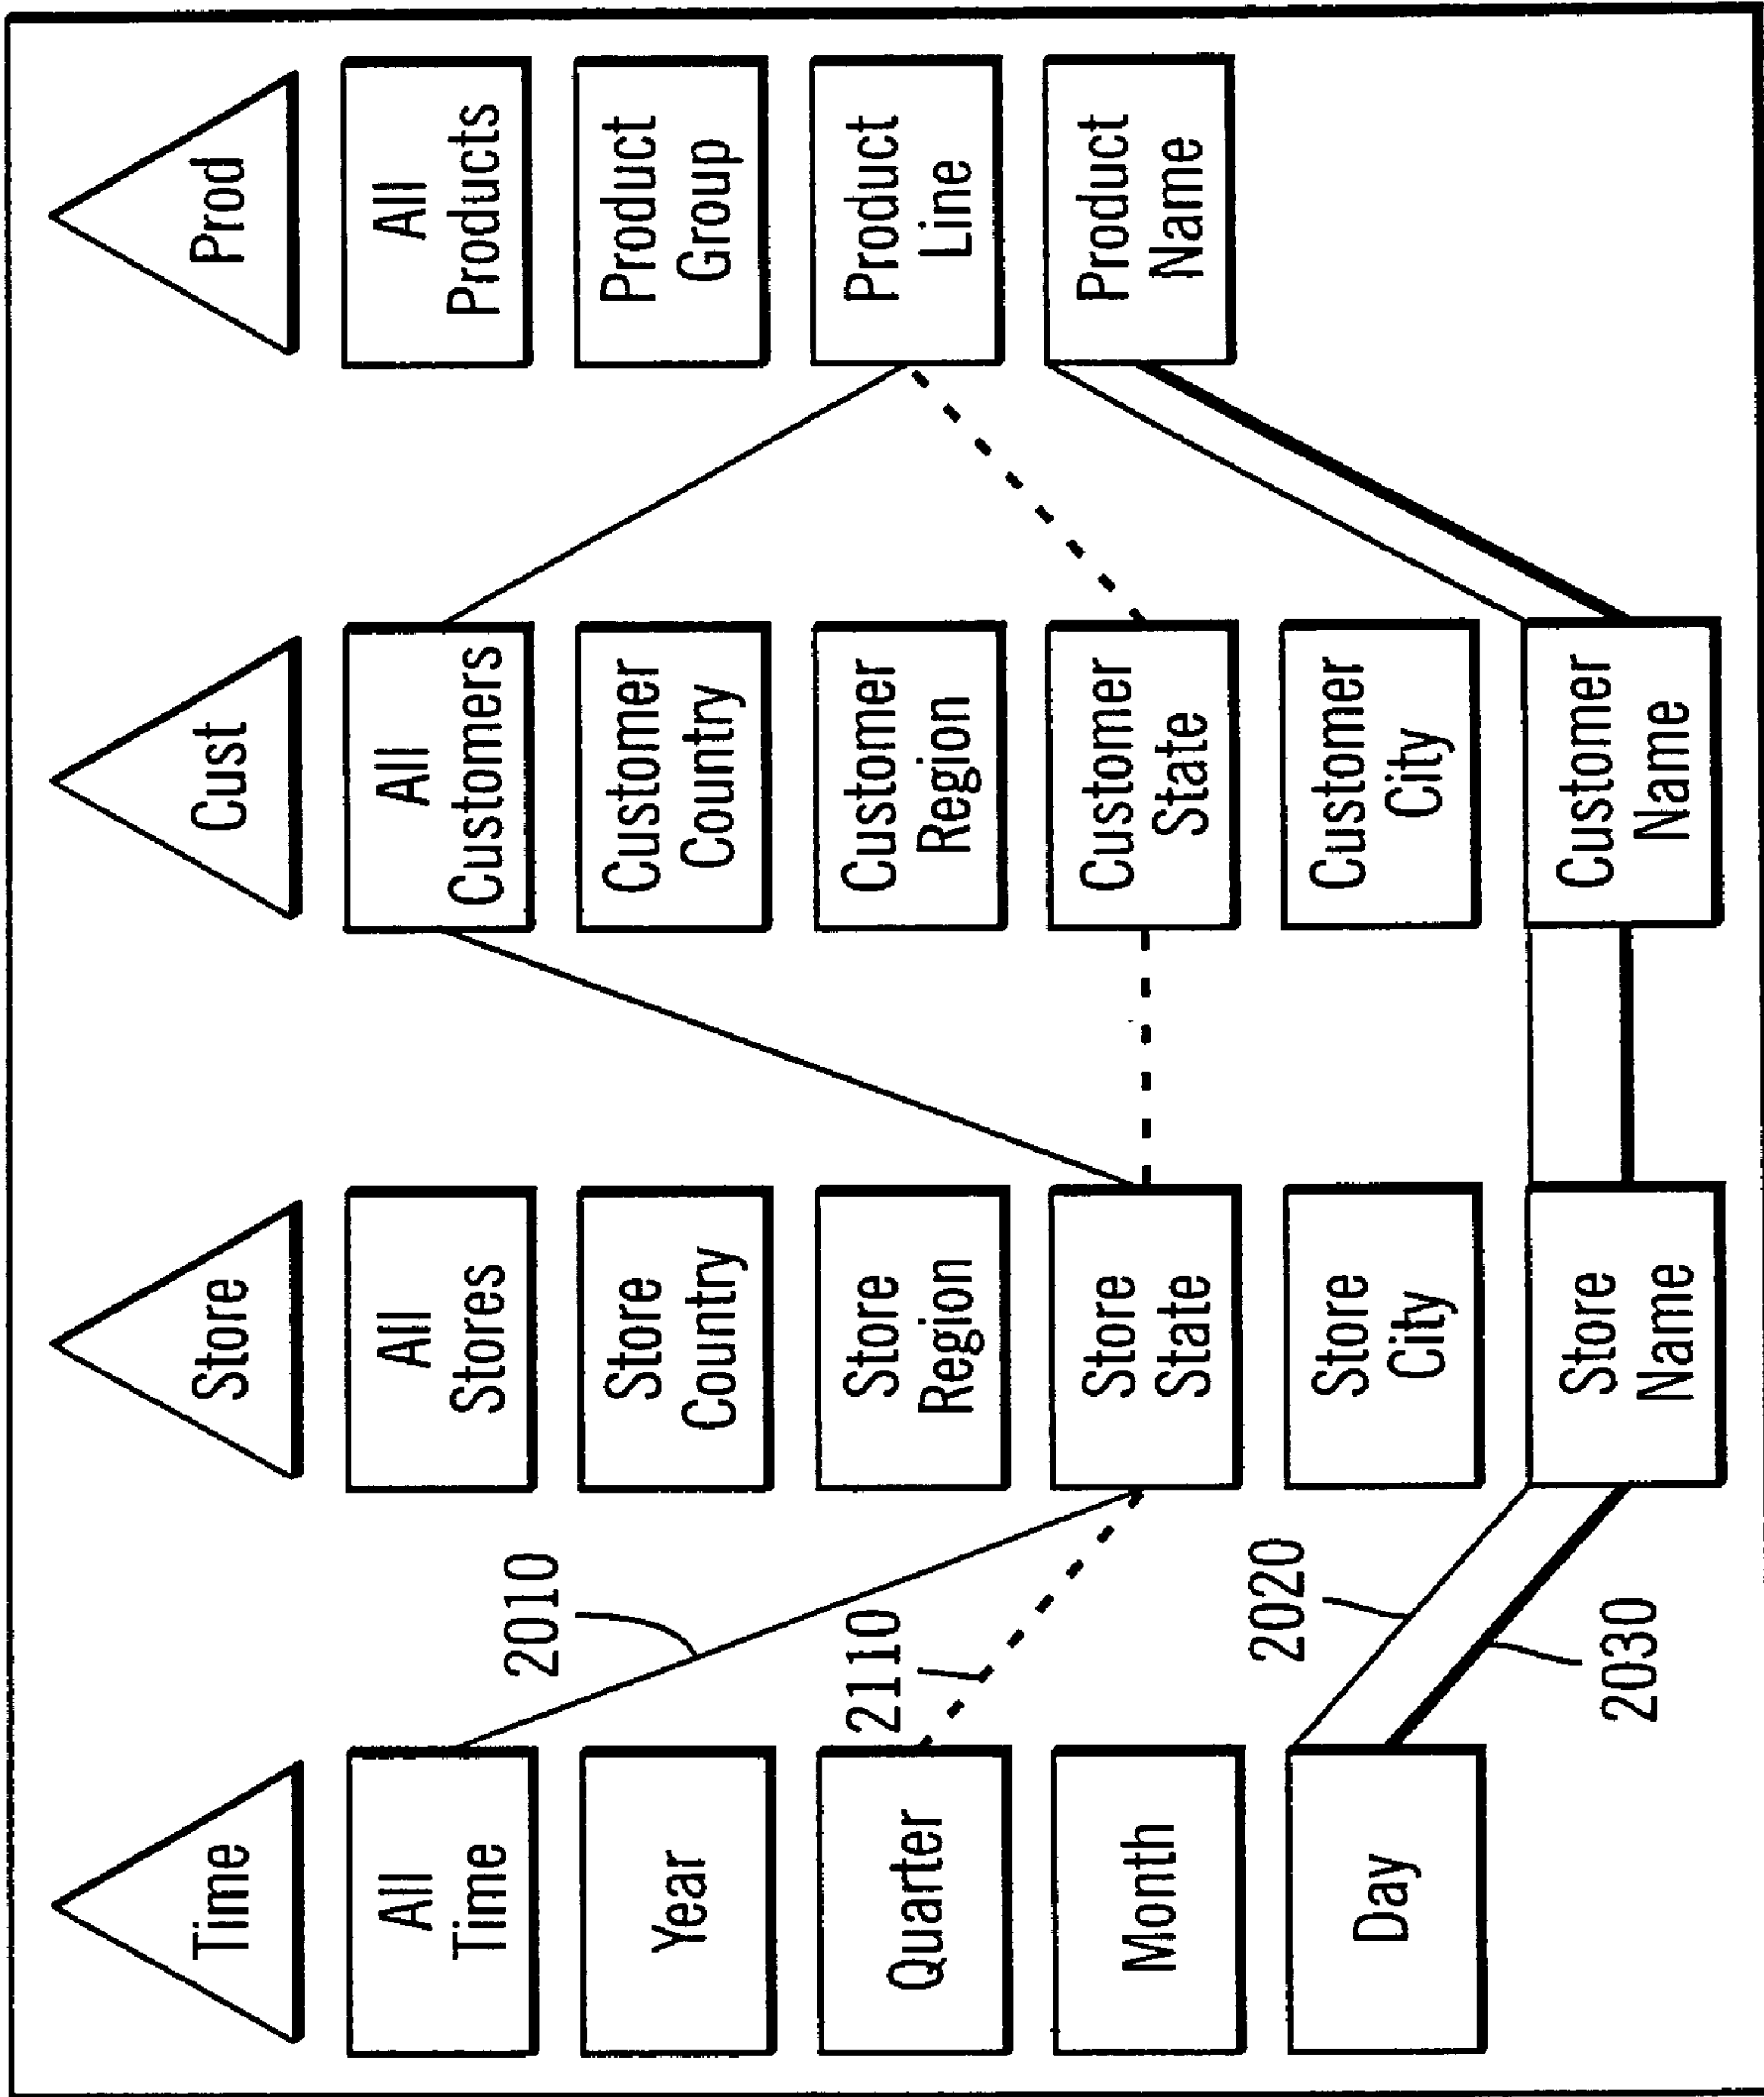 Time
All
Time
Year
Quarter
Month
Day
2010
2110
2020
2030
Store
All
Stores
Store
Country
Store
Region
Store
State
Store
City
Store
Name
Cust
All
Customers
Customer
Country
Customer
Region
Customer
State
Customer
City
Customer
Name
Prod
All
Products
Product
Group
Product
Line
Product
Name